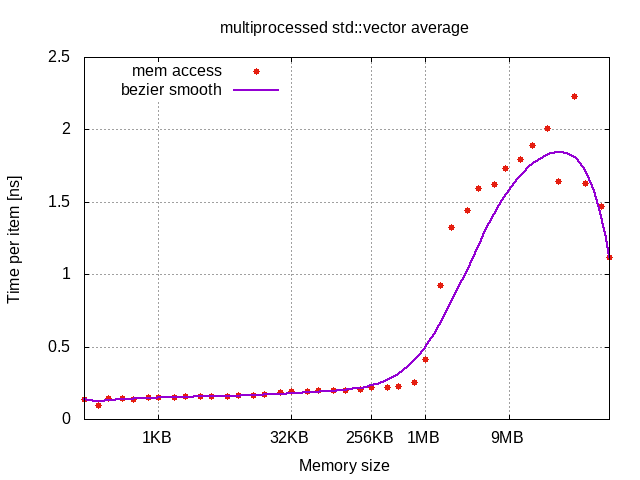 multiprocessed std::vector average
mem access
bezier smooth
Time per item [ns]
2.5
2
1.5
1
0.5
0
1KB 32KB 256KB 1MB 9MB
Memory size